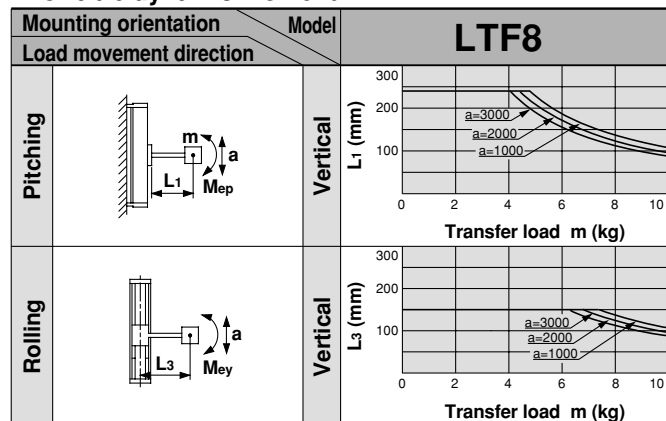 Mounting orientation Model
Load movement direction
LTF8
Pitching
m
a
L1
Mep
Vertical
L1 (mm)
300
200
100
a=3000
a=2000
a=1000
0 2 4 6 8 10
Transfer load m (kg)
Rolling
a
L3
Mey
Vertical
L3 (mm)
300
200
100
a=3000
a=2000
a=1000
0 2 4 6 8 10
Transfer load m (kg)